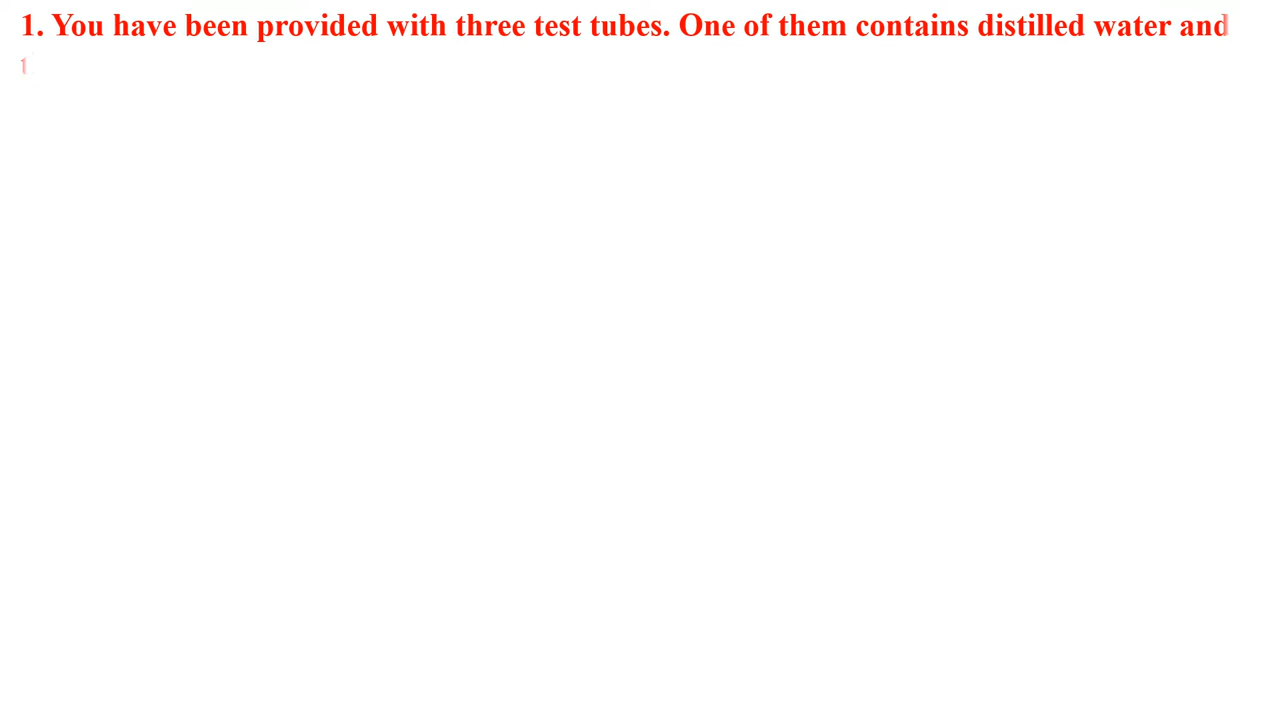 1. You have been provided with three test tubes. One of them contains distilled water and